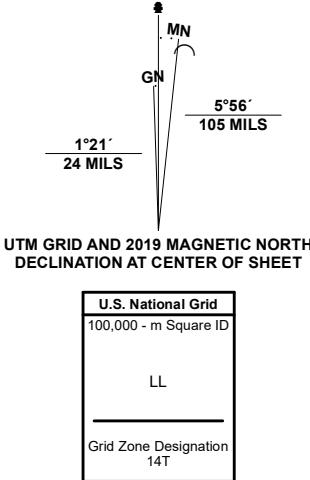 MN
GN
5°56´
105 MILS
1°21´
24 MILS
UTM GRID AND 2019 MAGNETIC NORTH
DECLINATION AT CENTER OF SHEET
U.S. National Grid
100,000 - m Square ID
LL
Grid Zone Designation
14T